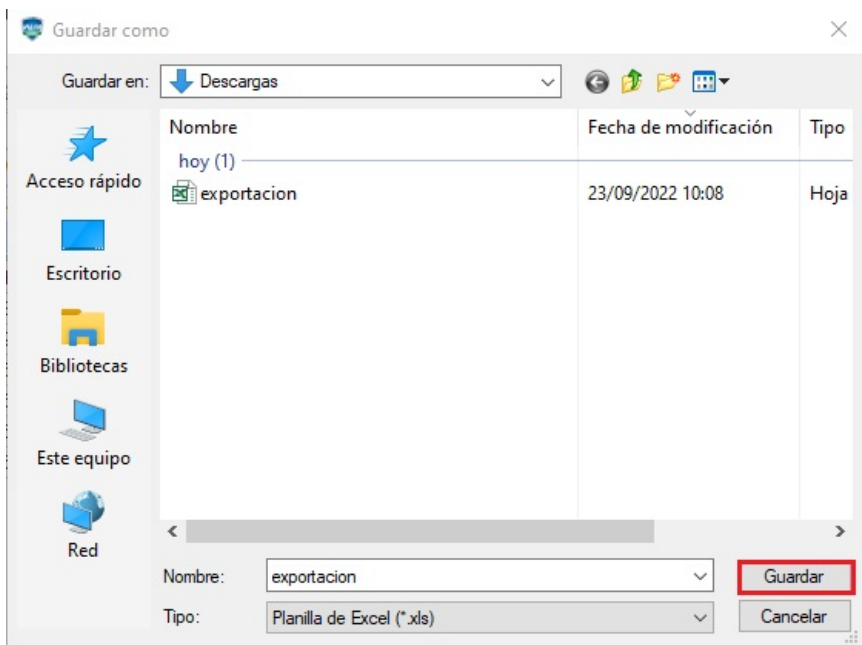 Guardar como
Guardar en: Descargas
Nombre Fecha de modificación Tipo
hoy (1)
exportacion 23/09/2022 10:08 Hoja
Acceso rápido
Escritorio
Bibliotecas
Este equipo
Red
Nombre: exportacion Guardar
Tipo: Planilla de Excel (*.xls) Cancelar